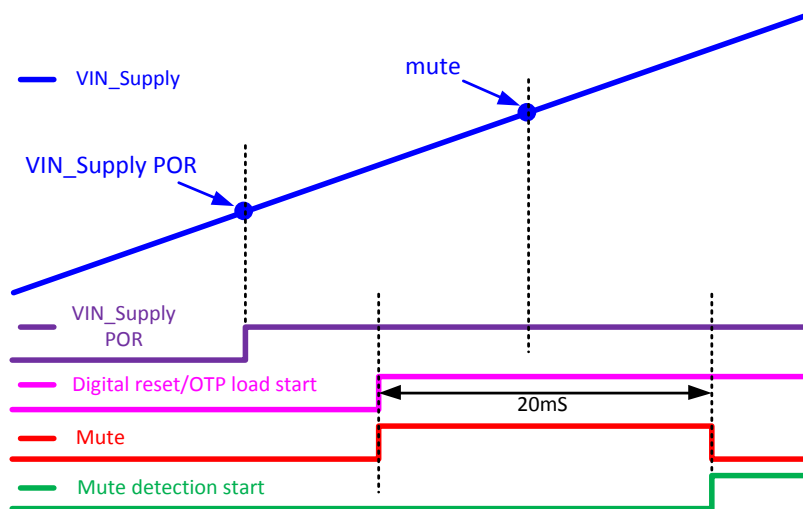 VIN_Supply
mute
VIN_Supply POR
VIN_Supply
POR
Digital reset/OTP load start
20mS
Mute
Mute detection start